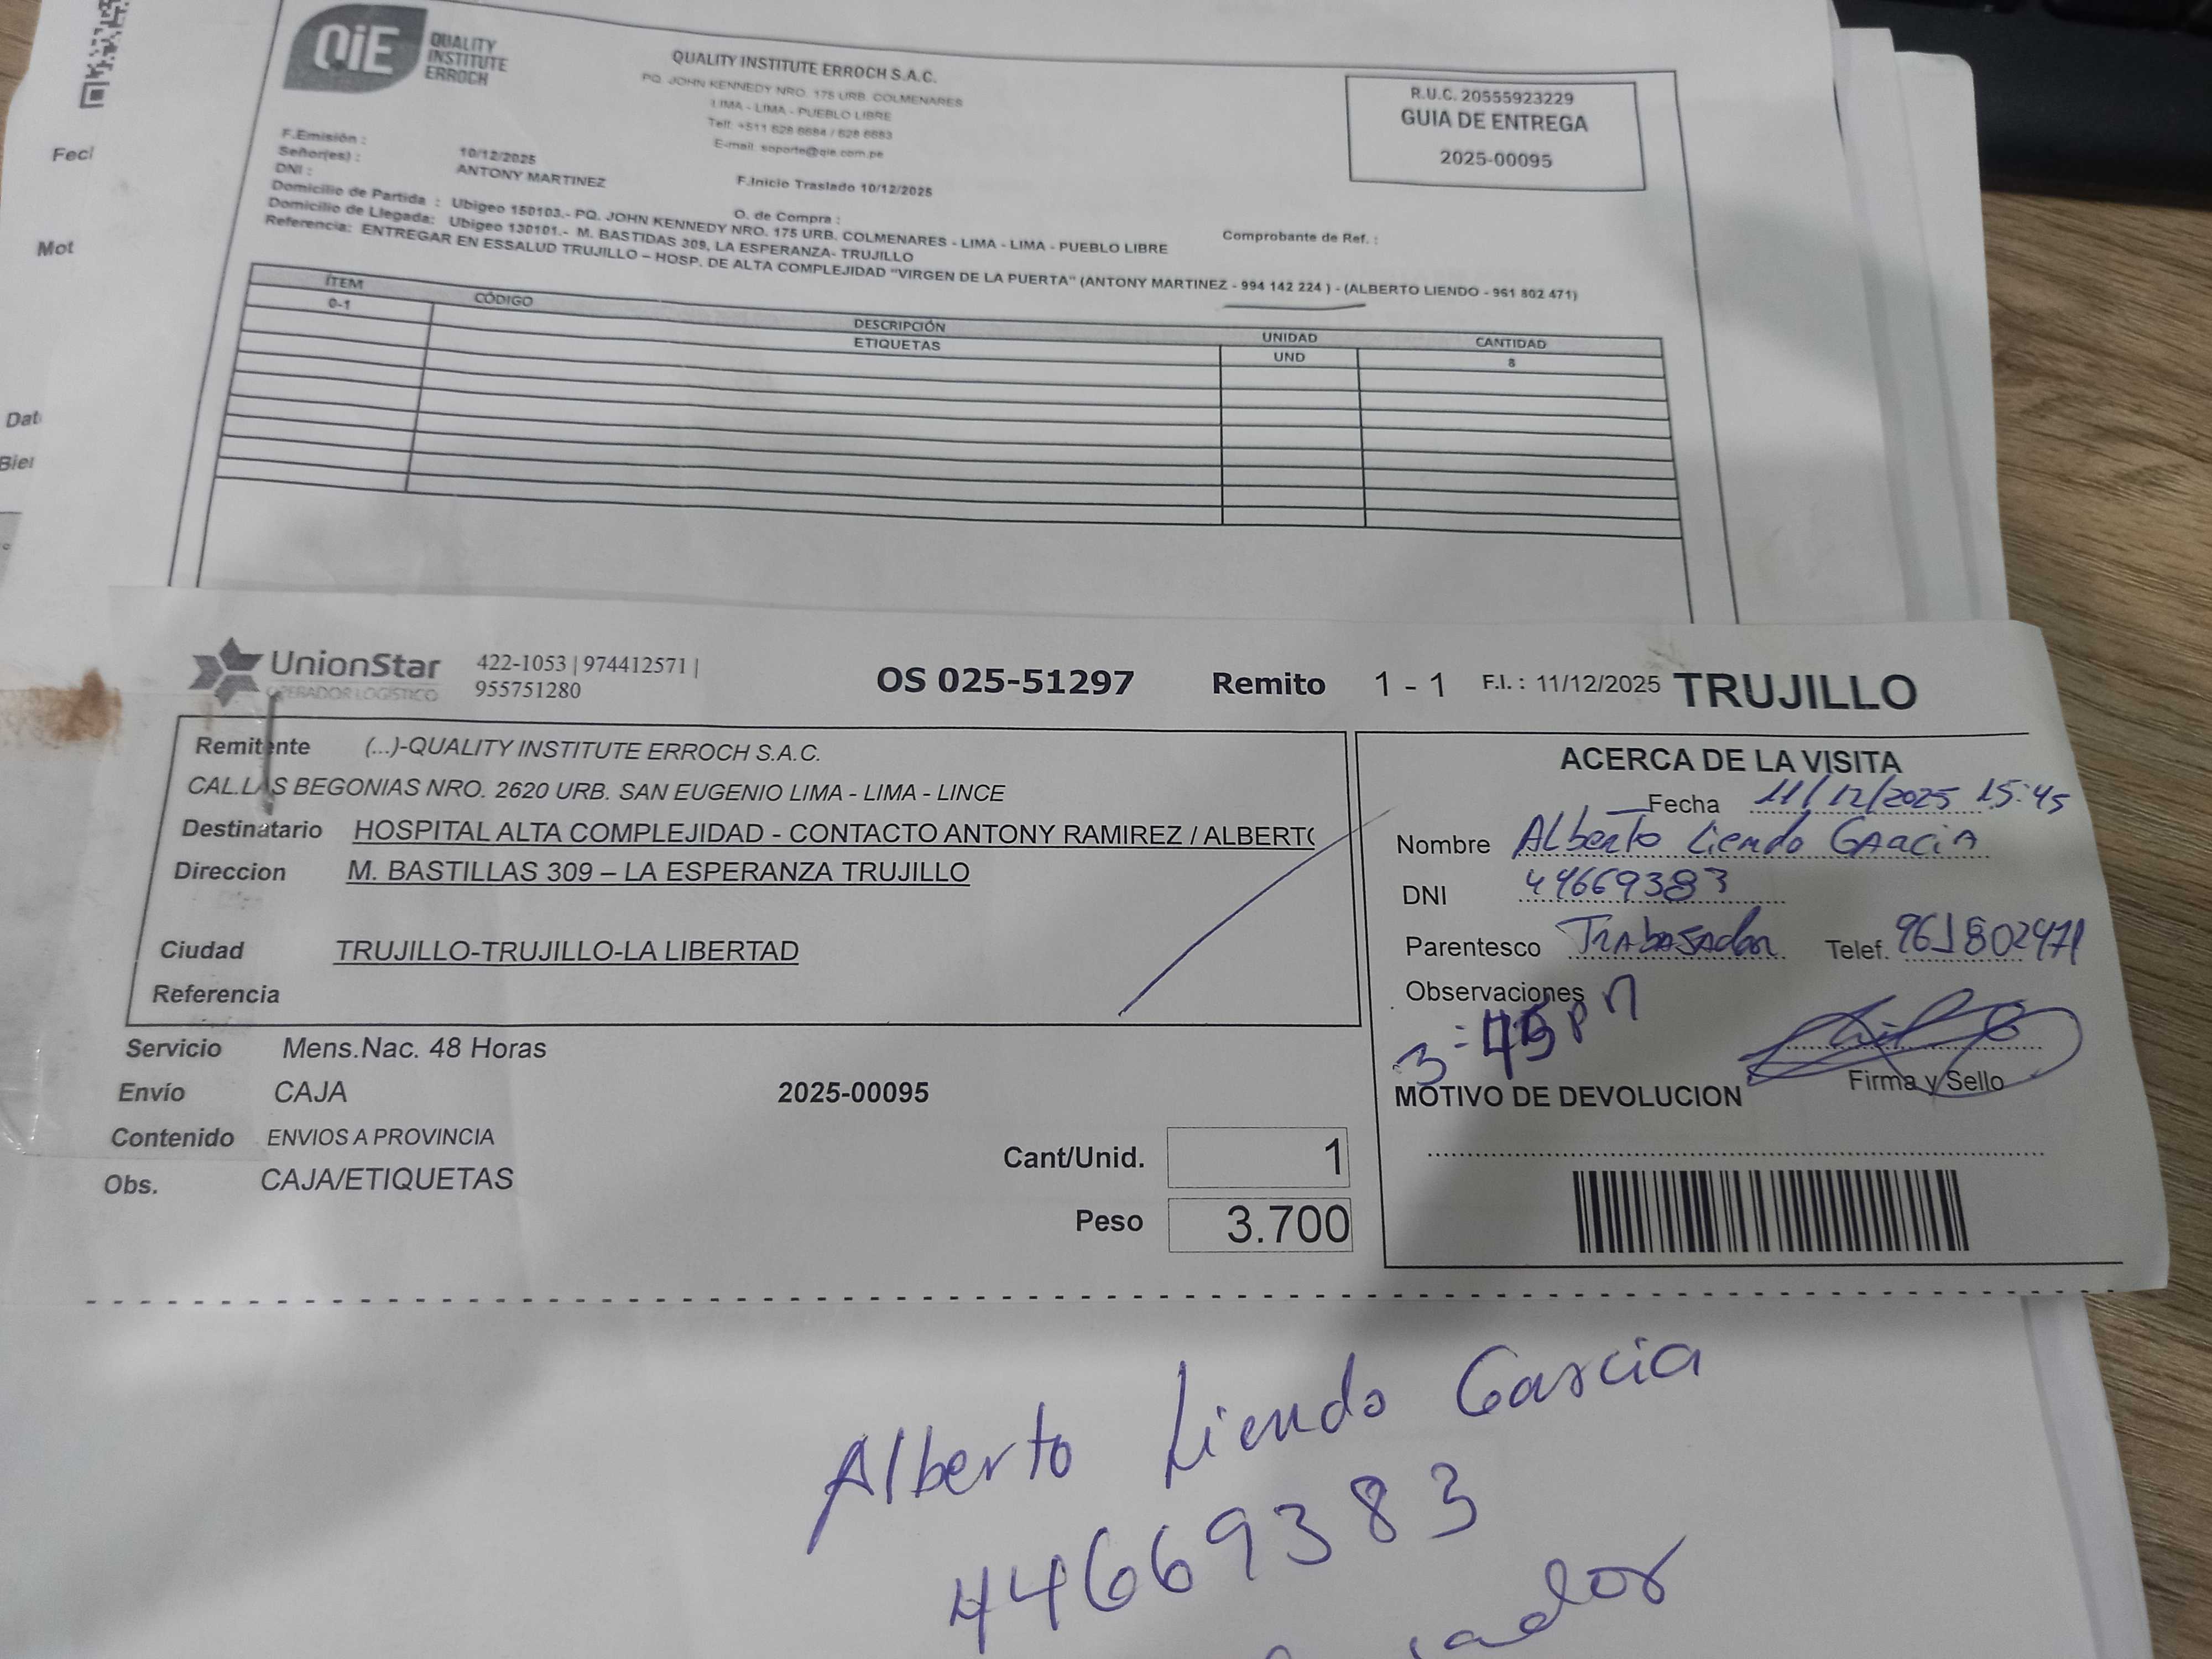 QiE
QUALITY
INSTITUTE
ERROCH
QUALITY INSTITUTE ERROCH S.A.C.
PQ. JOHN KENNEDY NRO. 175 URB. COLMENARES
LIMA - LIMA - PUEBLO LIBRE
Telf: +511 628 6684 / 628 6683
E-mail: soporte@qie.com.pe
R.U.C. 20555923229
GUIA DE ENTREGA
2025-00095
Fecl
Mot
Dat
Bier
F.Emisión : 10/12/2025
Señor(es) : ANTONY MARTINEZ F.Inicio Traslado 10/12/2025
DNI :
O. de Compra : Comprobante de Ref. :
Domicilio de Partida : Ubigeo 150103.- PQ. JOHN KENNEDY NRO. 175 URB. COLMENARES - LIMA - LIMA - PUEBLO LIBRE
Domicilio de Llegada: Ubigeo 130101.- M. BASTIDAS 309, LA ESPERANZA- TRUJILLO
Referencia: ENTREGAR EN ESSALUD TRUJILLO – HOSP. DE ALTA COMPLEJIDAD "VIRGEN DE LA PUERTA" (ANTONY MARTINEZ - 994 142 224 ) - (ALBERTO LIENDO - 961 802 471)
ÍTEM CÓDIGO DESCRIPCIÓN UNIDAD CANTIDAD
0-1 ETIQUETAS UND 8
UnionStar
OPERADOR LOGÍSTICO
422-1053 | 974412571 |
955751280
OS 025-51297 Remito 1 - 1 F.I. : 11/12/2025 TRUJILLO
Remitente (...)-QUALITY INSTITUTE ERROCH S.A.C.
CAL.LAS BEGONIAS NRO. 2620 URB. SAN EUGENIO LIMA - LIMA - LINCE
Destinatario HOSPITAL ALTA COMPLEJIDAD - CONTACTO ANTONY RAMIREZ / ALBERTO
Direccion M. BASTILLAS 309 – LA ESPERANZA TRUJILLO
Ciudad TRUJILLO-TRUJILLO-LA LIBERTAD
Referencia
Servicio Mens.Nac. 48 Horas
Envío CAJA 2025-00095
Contenido ENVIOS A PROVINCIA
Obs. CAJA/ETIQUETAS
Cant/Unid. 1
Peso 3.700
ACERCA DE LA VISITA
Fecha 11/12/2025 15:45
Nombre Alberto Liendo GArciA
DNI 44669383
Parentesco TrAbaJAdor Telef. 961802471
Observaciones
3:45 pm
Firma y Sello
MOTIVO DE DEVOLUCION
Alberto Liendo Garcia
44669383